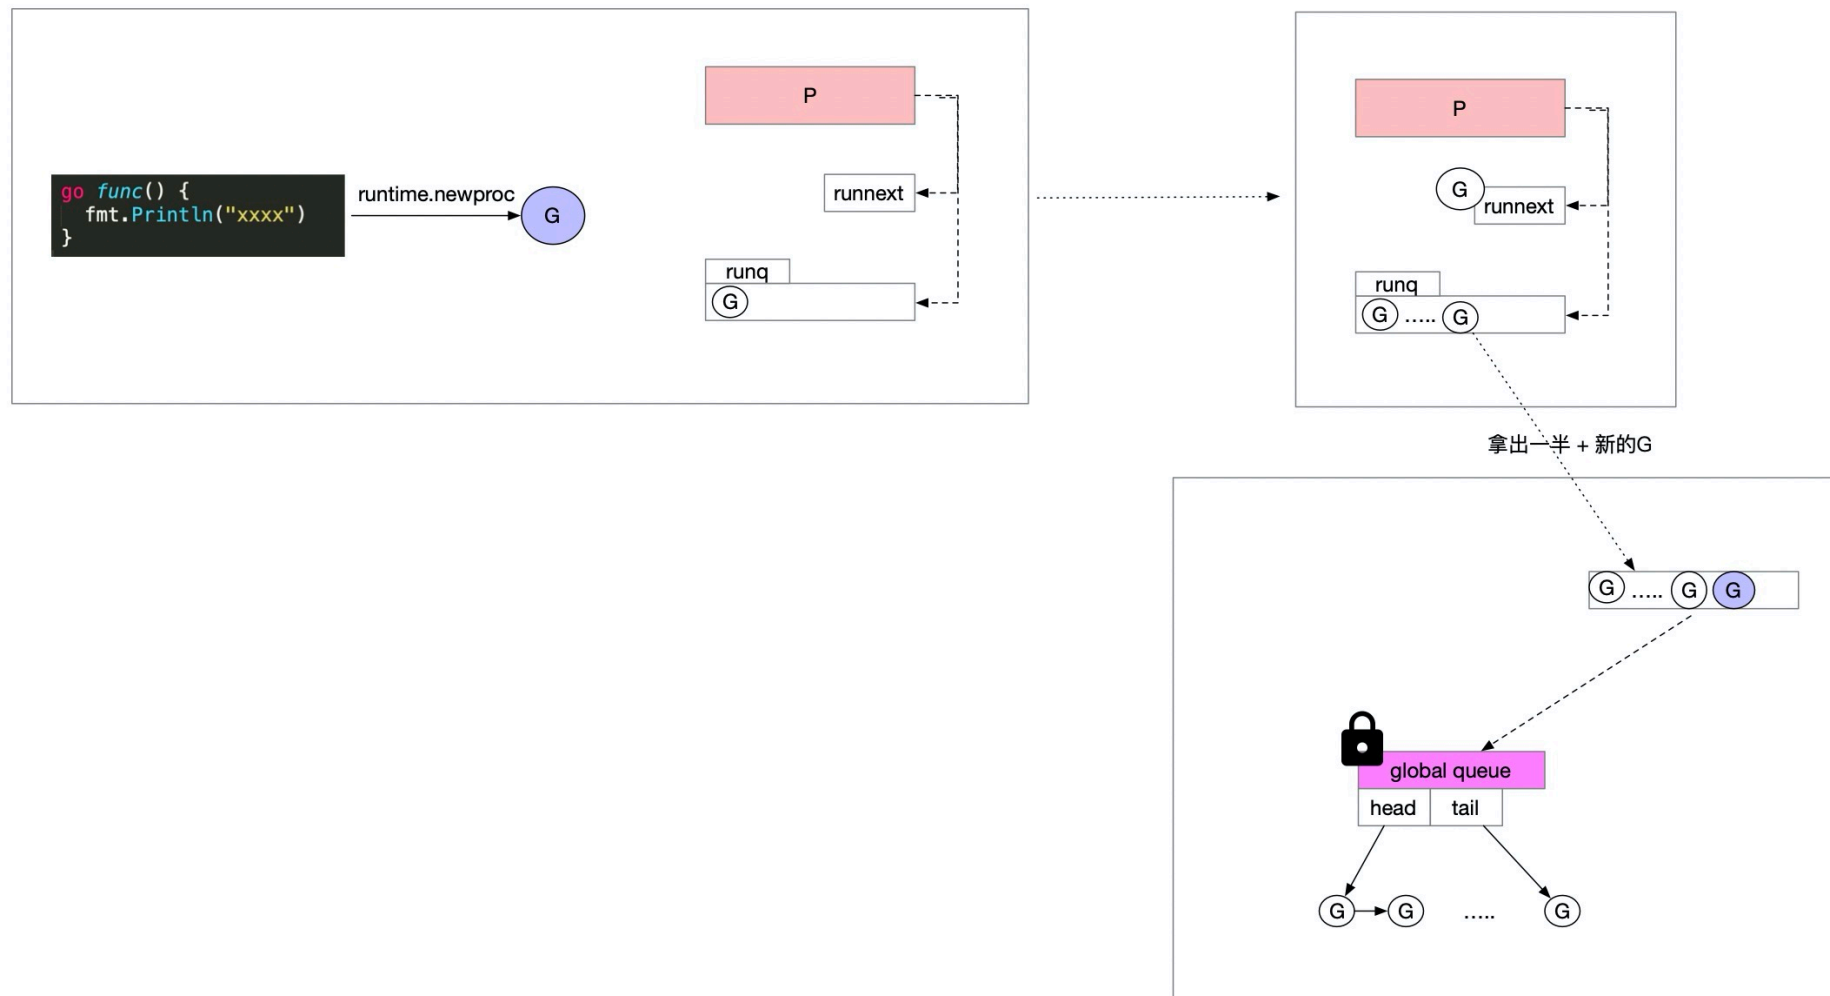 go func() {
  fmt.Println("xxxx")
}
runtime.newproc
G
P
runnext
runq
G
P
G
runnext
runq
G ..... G
拿出一半 + 新的G
G ..... G G
global queue
head tail
G G ..... G